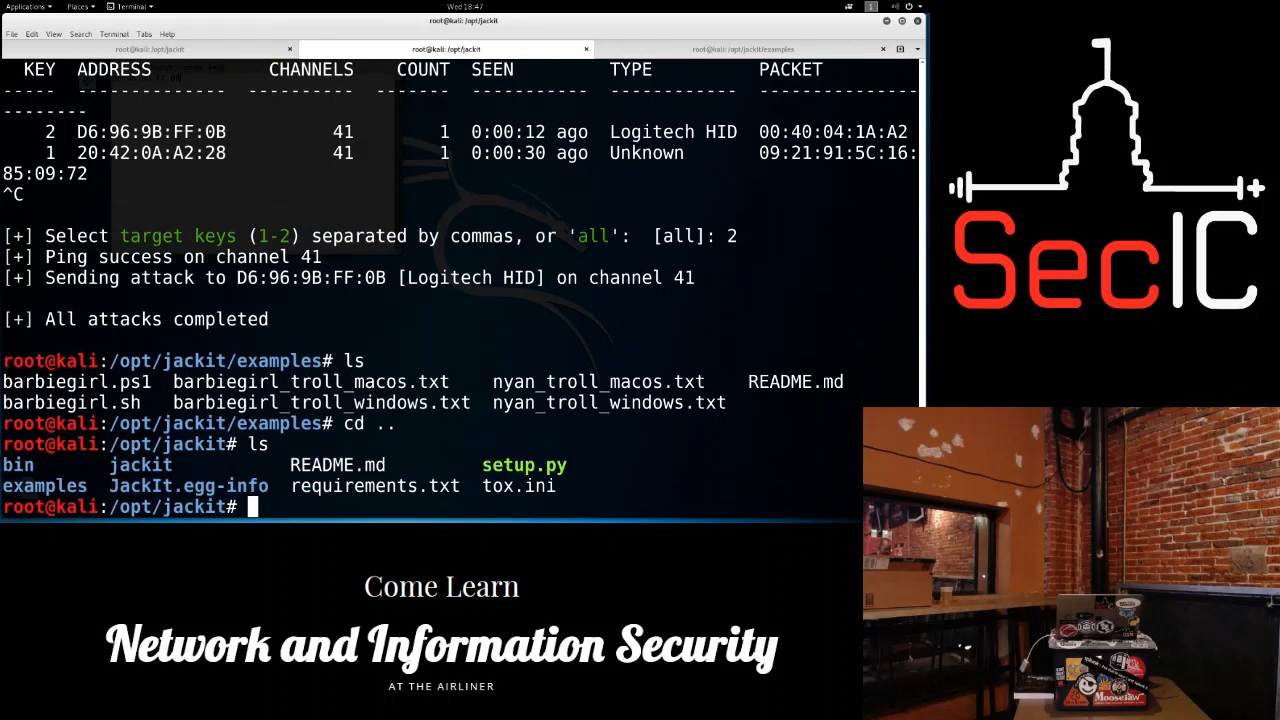 Applications Places Terminal Wed 18:47 1
root@kali: /opt/jackit
File Edit View Search Terminal Tabs Help
root@kali: /opt/jackit root@kali: /opt/jackit root@kali: /opt/jackit/examples
KEY ADDRESS CHANNELS COUNT SEEN TYPE PACKET
----- ----------------- ---------- ------- ----------- ------------ ---------------
--------
2 D6:96:9B:FF:0B 41 1 0:00:12 ago Logitech HID 00:40:04:1A:A2
1 20:42:0A:A2:28 41 1 0:00:30 ago Unknown 09:21:91:5C:16:
85:09:72
^C
[+] Select target keys (1-2) separated by commas, or 'all': [all]: 2
[+] Ping success on channel 41
[+] Sending attack to D6:96:9B:FF:0B [Logitech HID] on channel 41
[+] All attacks completed
root@kali:/opt/jackit/examples# ls
barbiegirl.ps1 barbiegirl_troll_macos.txt nyan_troll_macos.txt README.md
barbiegirl.sh barbiegirl_troll_windows.txt nyan_troll_windows.txt
root@kali:/opt/jackit/examples# cd ..
root@kali:/opt/jackit# ls
bin jackit README.md setup.py
examples JackIt.egg-info requirements.txt tox.ini
root@kali:/opt/jackit#
SecIC
Come Learn
Network and Information Security
AT THE AIRLINER
Moosejaw